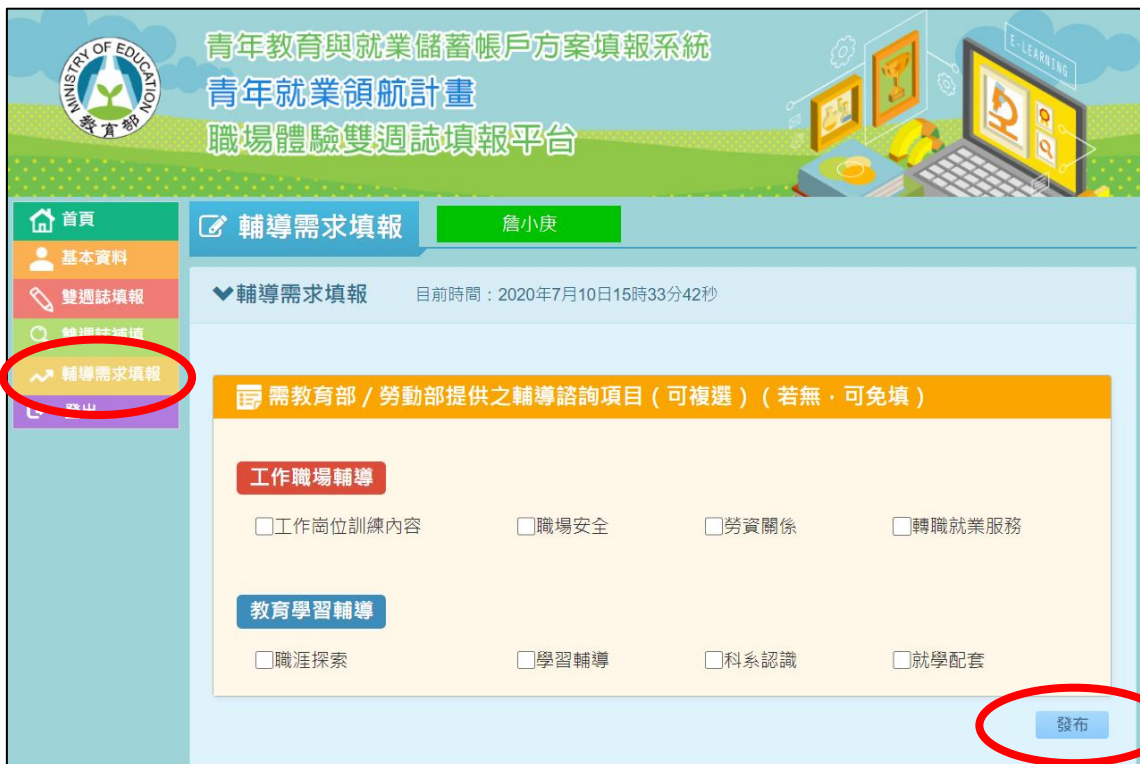 MINISTRY OF EDUCATION
教育部
青年教育與就業儲蓄帳戶方案填報系統
青年就業領航計畫
職場體驗雙週誌填報平台
E-LEARNING
首頁
基本資料
雙週誌填報
雙週誌補填
輔導需求填報
登出
輔導需求填報
詹小庚
輔導需求填報 目前時間：2020年7月10日15時33分42秒
需教育部 / 勞動部提供之輔導諮詢項目 ( 可複選 ) ( 若無，可免填 )
工作職場輔導
工作崗位訓練內容 職場安全 勞資關係 轉職就業服務
教育學習輔導
職涯探索 學習輔導 科系認識 就學配套
發布